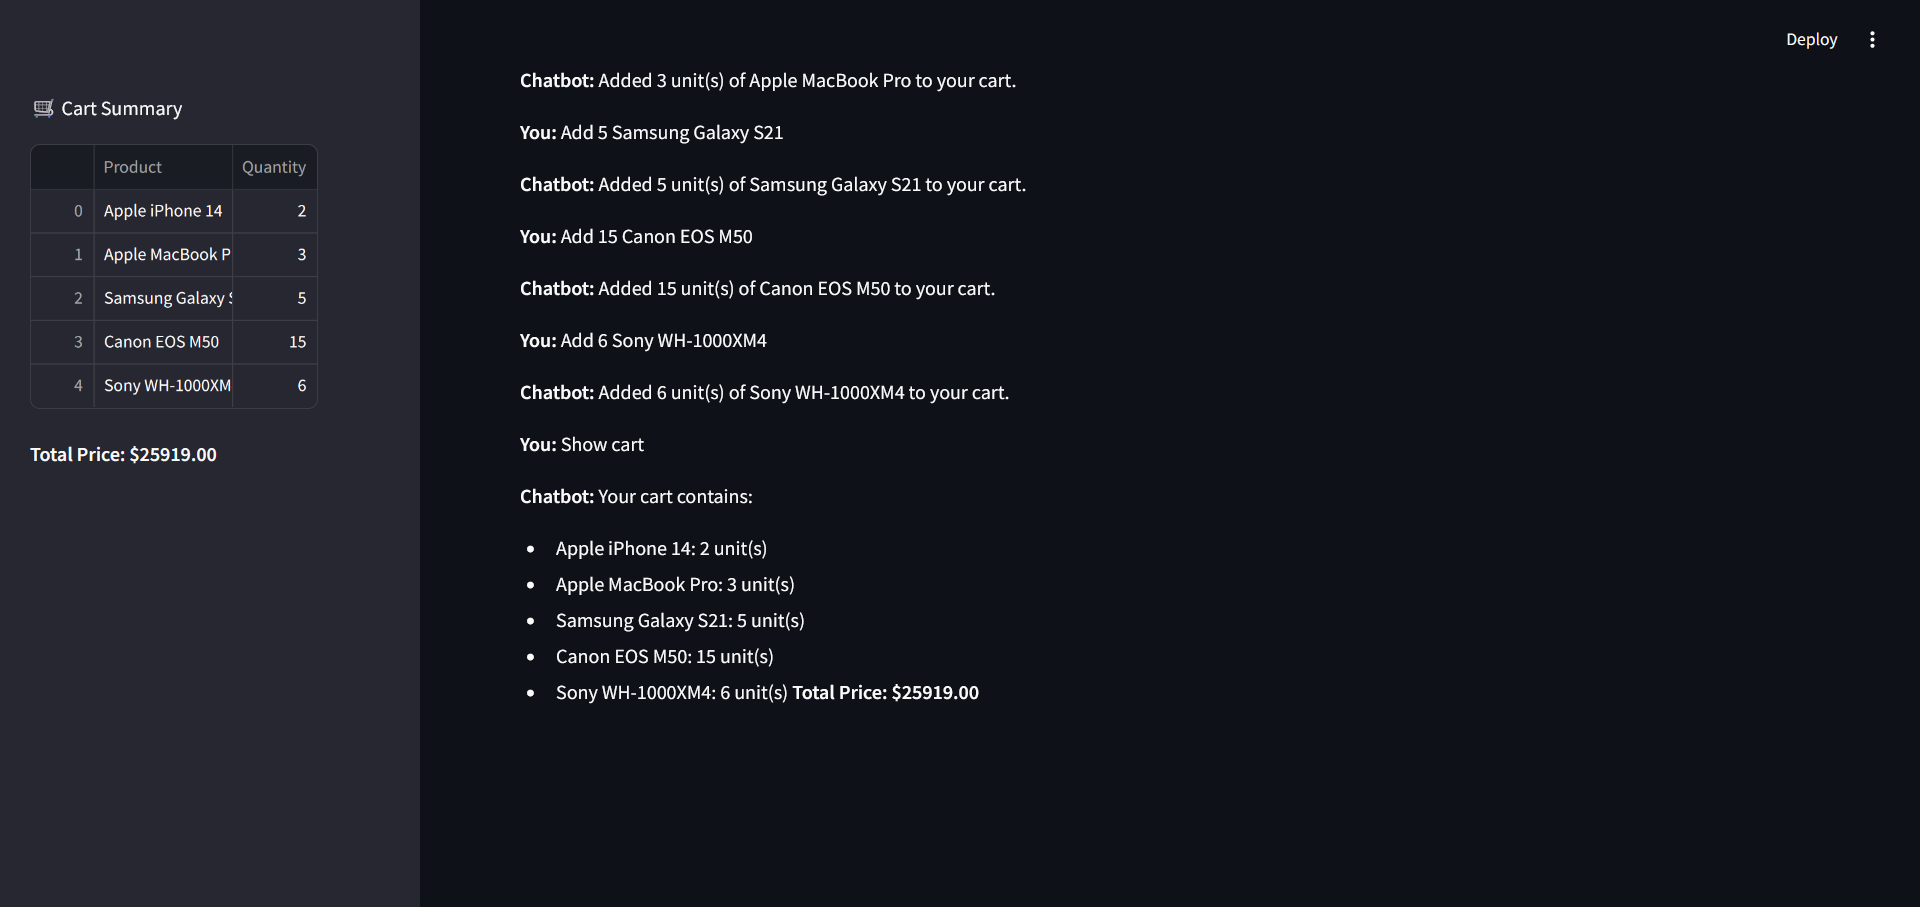 Deploy
Cart Summary
Product Quantity
0 Apple iPhone 14 2
1 Apple MacBook P 3
2 Samsung Galaxy S 5
3 Canon EOS M50 15
4 Sony WH-1000XM 6
Total Price: $25919.00
Chatbot: Added 3 unit(s) of Apple MacBook Pro to your cart.
You: Add 5 Samsung Galaxy S21
Chatbot: Added 5 unit(s) of Samsung Galaxy S21 to your cart.
You: Add 15 Canon EOS M50
Chatbot: Added 15 unit(s) of Canon EOS M50 to your cart.
You: Add 6 Sony WH-1000XM4
Chatbot: Added 6 unit(s) of Sony WH-1000XM4 to your cart.
You: Show cart
Chatbot: Your cart contains:
• Apple iPhone 14: 2 unit(s)
• Apple MacBook Pro: 3 unit(s)
• Samsung Galaxy S21: 5 unit(s)
• Canon EOS M50: 15 unit(s)
• Sony WH-1000XM4: 6 unit(s) Total Price: $25919.00